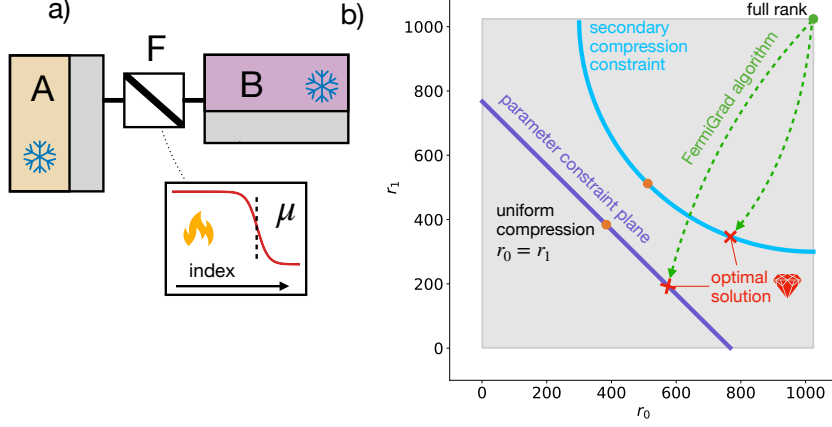 a)
A
F
B
μ
index
b)
full rank
secondary
compression
constraint
FermiGrad algorithm
parameter constraint plane
uniform
compression
r₀ = r₁
optimal
solution
r₁
1000
800
600
400
200
0
0
200
400
600
800
1000
r₀